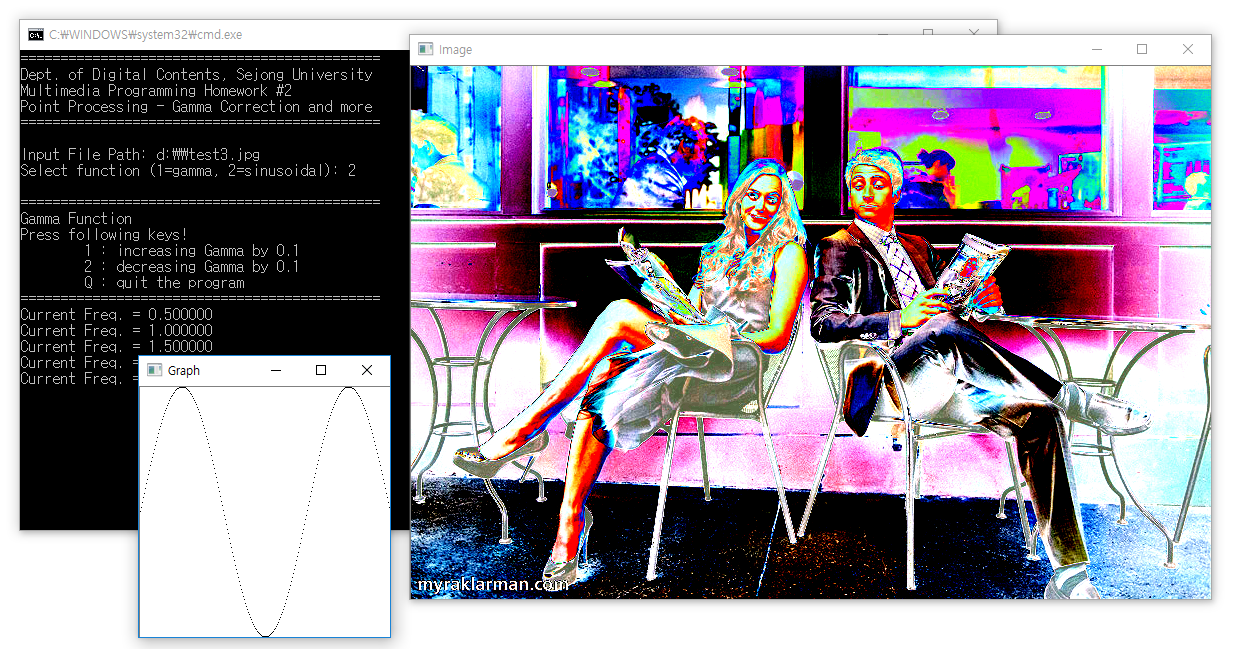 C:₩WINDOWS₩system32₩cmd.exe
==================================================
Dept. of Digital Contents, Sejong University
Multimedia Programming Homework #2
Point Processing - Gamma Correction and more
==================================================
Input File Path: d:₩₩test3.jpg
Select function (1=gamma, 2=sinusoidal): 2
==================================================
Gamma Function
Press following keys!
1 : increasing Gamma by 0.1
2 : decreasing Gamma by 0.1
Q : quit the program
==================================================
Current Freq. = 0.500000
Current Freq. = 1.000000
Current Freq. = 1.500000
Current Freq. =
Current Freq. =
Graph
Image
myraklarman.com